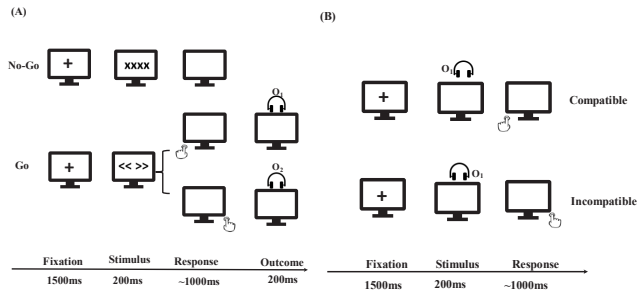 (A)
No-Go
+
xxxx
O₁
Go
+
<< >>
O₂
Fixation Stimulus Response Outcome
1500ms 200ms ~1000ms 200ms
(B)
O₁
+
Compatible
O₁
+
Incompatible
Fixation Stimulus Response
1500ms 200ms ~1000ms